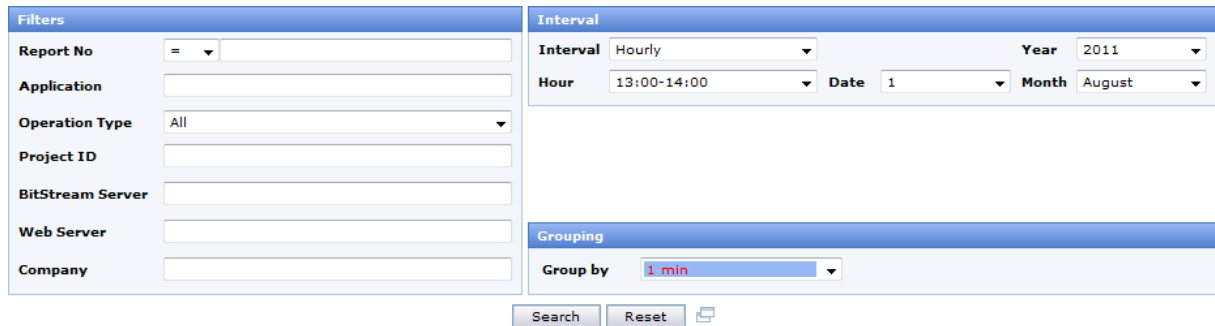 Filters
Report No = 
Application
Operation Type All
Project ID
BitStream Server
Web Server
Company
Interval
Interval Hourly Year 2011
Hour 13:00-14:00 Date 1 Month August
Grouping
Group by 1 min
Search Reset